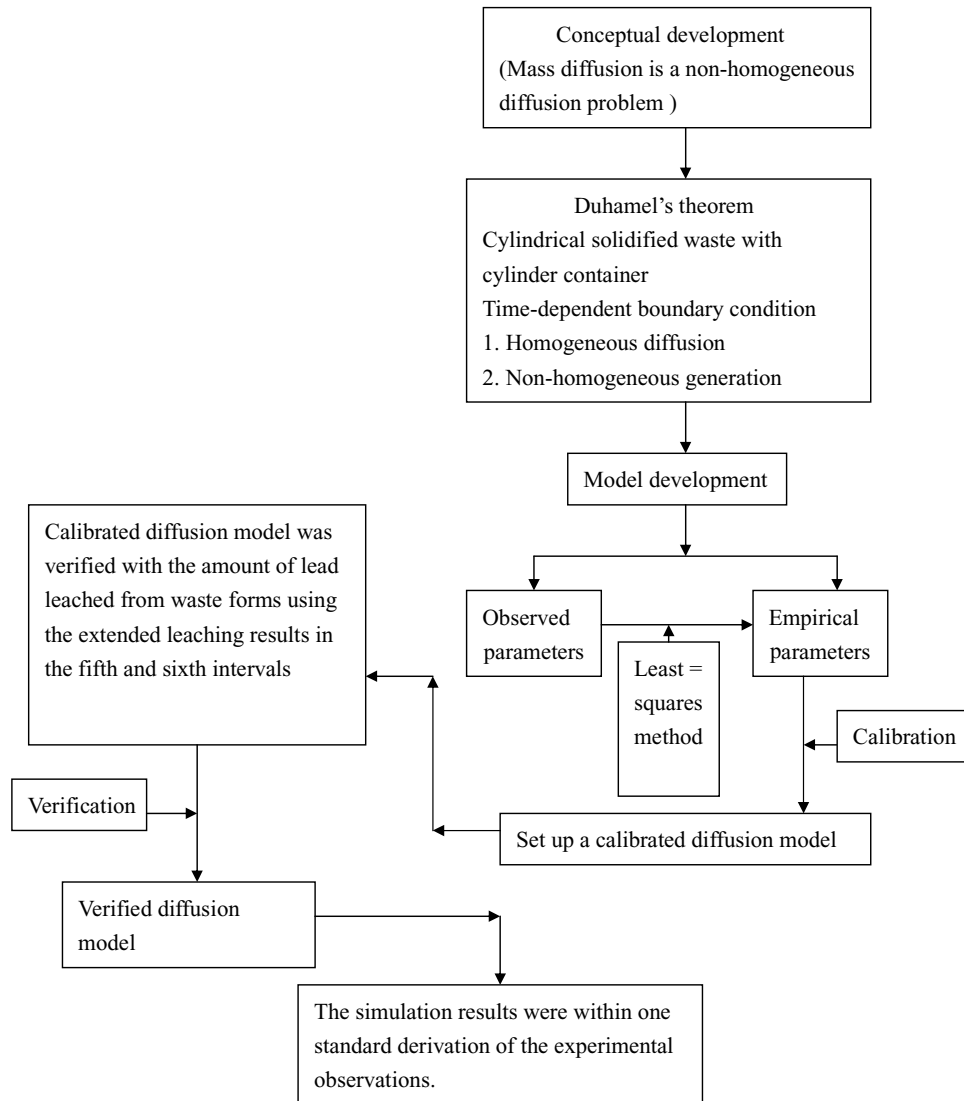 Conceptual development
(Mass diffusion is a non-homogeneous
diffusion problem )
Duhamel’s theorem
Cylindrical solidified waste with
cylinder container
Time-dependent boundary condition
1. Homogeneous diffusion
2. Non-homogeneous generation
Model development
Observed
parameters
Empirical
parameters
Least =
squares
method
Calibration
Set up a calibrated diffusion model
Calibrated diffusion model was
verified with the amount of lead
leached from waste forms using
the extended leaching results in
the fifth and sixth intervals
Verification
Verified diffusion
model
The simulation results were within one
standard derivation of the experimental
observations.